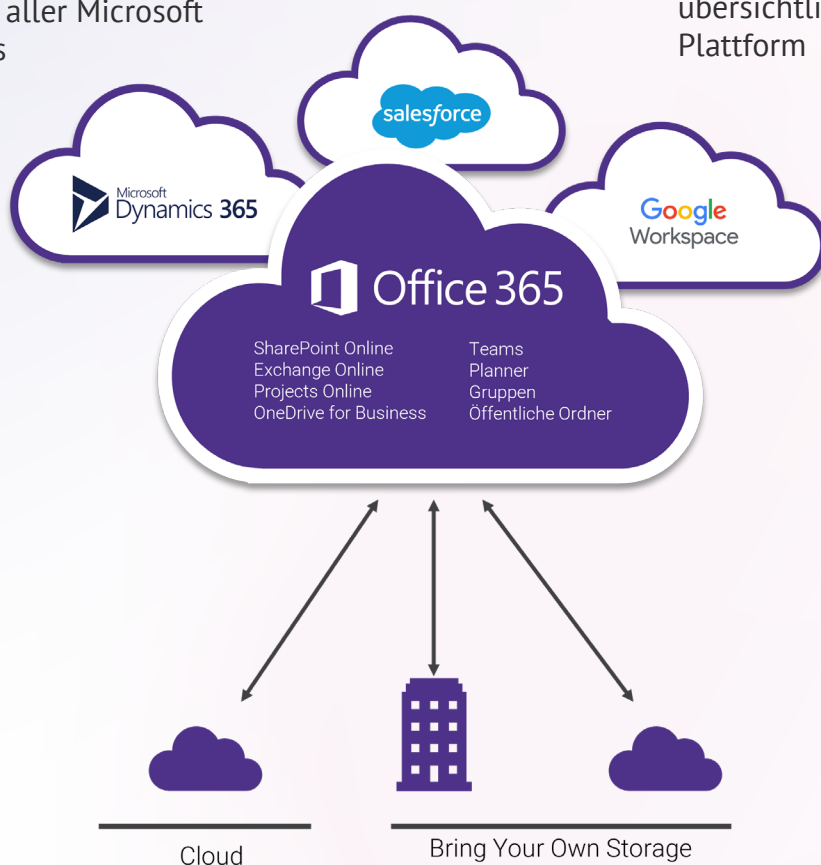 aller Microsoft
übersichtli
Plattform
salesforce
Microsoft
Dynamics 365
Google
Workspace
Office 365
SharePoint Online
Exchange Online
Projects Online
OneDrive for Business
Teams
Planner
Gruppen
Öffentliche Ordner
Cloud
Bring Your Own Storage